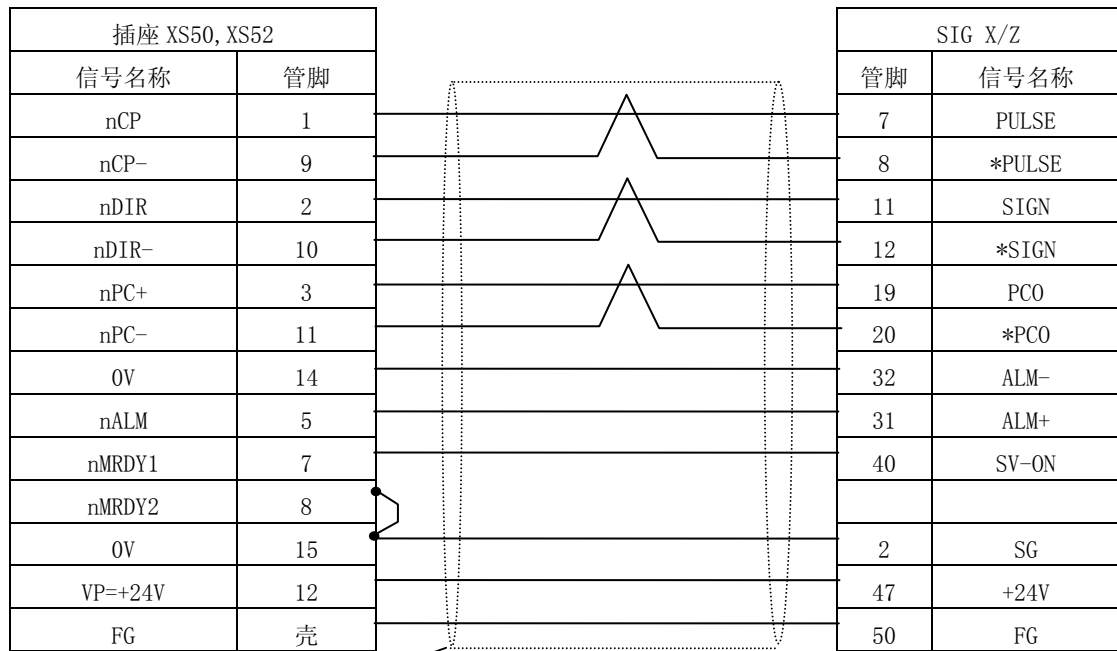 插座 XS50,XS52 SIG X/Z
信号名称 管脚 管脚 信号名称
nCP 1 7 PULSE
nCP- 9 8 *PULSE
nDIR 2 11 SIGN
nDIR- 10 12 *SIGN
nPC+ 3 19 PCO
nPC- 11 20 *PCO
0V 14 32 ALM-
nALM 5 31 ALM+
nMRDY1 7 40 SV-ON
nMRDY2 8
0V 15 2 SG
VP=+24V 12 47 +24V
FG 壳 50 FG